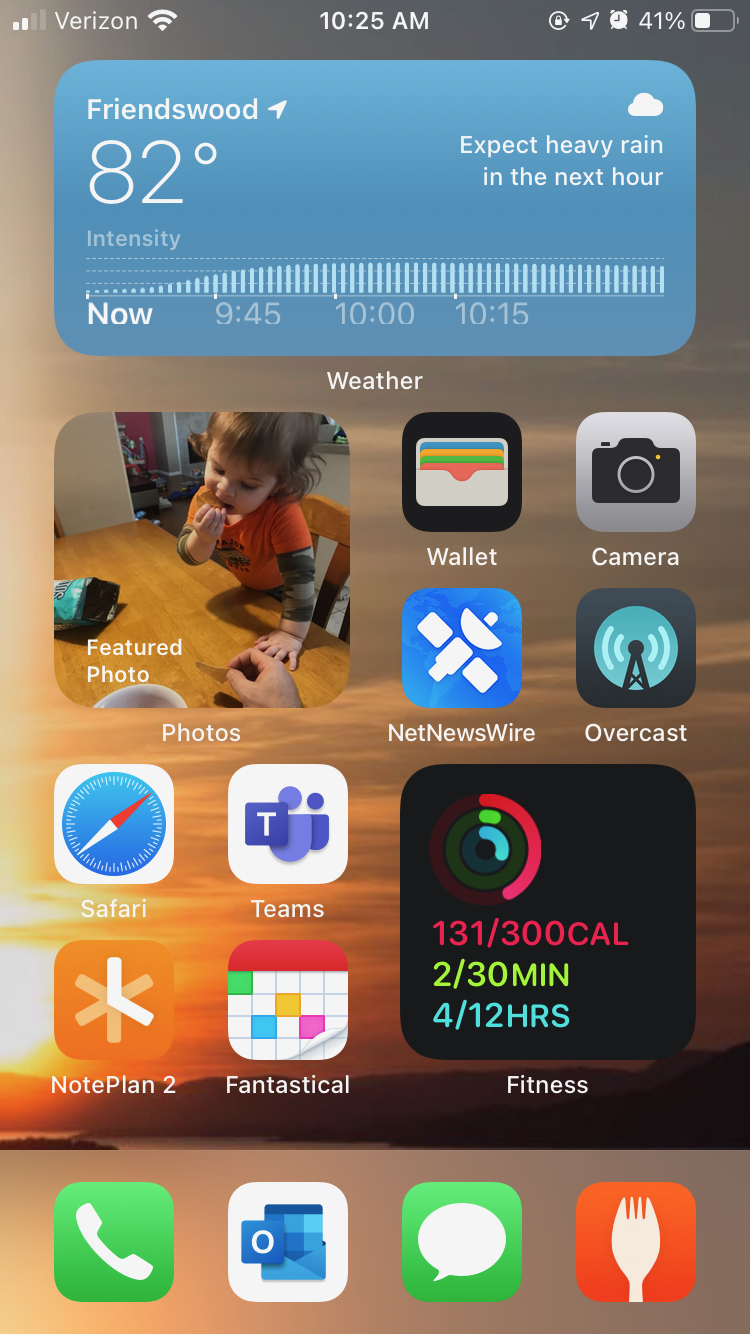 Verizon 10:25 AM 41%
Friendswood
82°
Expect heavy rain
in the next hour
Intensity
Now 9:45 10:00 10:15
Weather
MAJOR
Featured
Photo
Photos
Wallet Camera
NetNewsWire Overcast
T
Safari Teams
131/300CAL
2/30MIN
4/12HRS
NotePlan 2 Fantastical Fitness
O